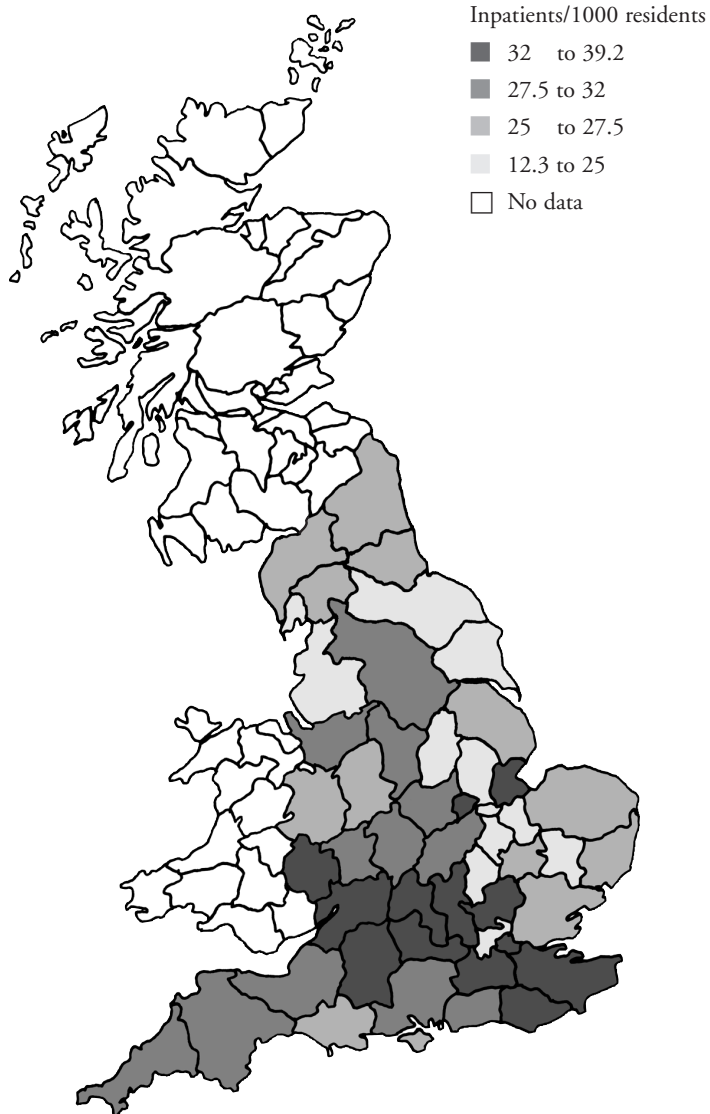 Inpatients/1000 residents
32 to 39.2
27.5 to 32
25 to 27.5
12.3 to 25
No data